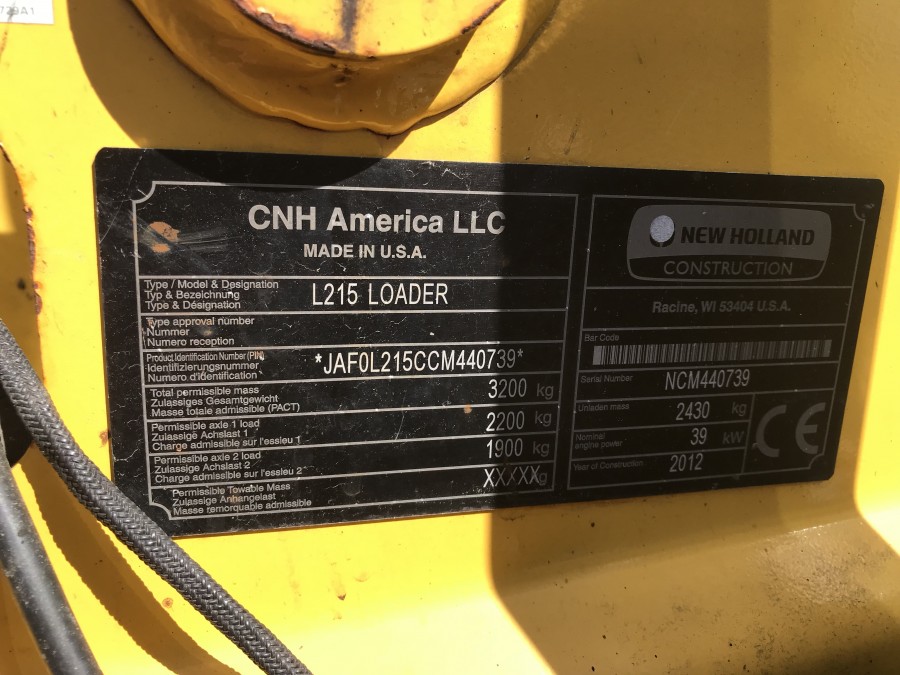 729A1
CNH America LLC
MADE IN U.S.A.
Type / Model & Designation
Typ & Bezeichnung
Type & Désignation
L215 LOADER
Type approval number
Nummer
Numero reception
Product Identification Number (PIN)
Identifizierungsnummer
Numero d'identification
*JAF0L215CCM440739*
Total permissible mass
Zulassiges Gesamtgewicht
Masse totale admissible (PACT)
3200 kg
Permissible axle 1 load
Zulassige Achslast 1
Charge admissible sur l'essieu 1
2200 kg
Permissible axle 2 load
Zulassige Achslast 2
Charge admissible sur l'essieu 2
1900 kg
Permissible Towable Mass
Zulassige Anhangelast
Masse remorquable admissible
XXXXX kg
NEW HOLLAND
CONSTRUCTION
Racine, WI 53404 U.S.A.
Bar Code
Serial Number
NCM440739
Unladen mass
2430 kg
Nominal
engine power
39 kW
Year of Construction
2012
CE